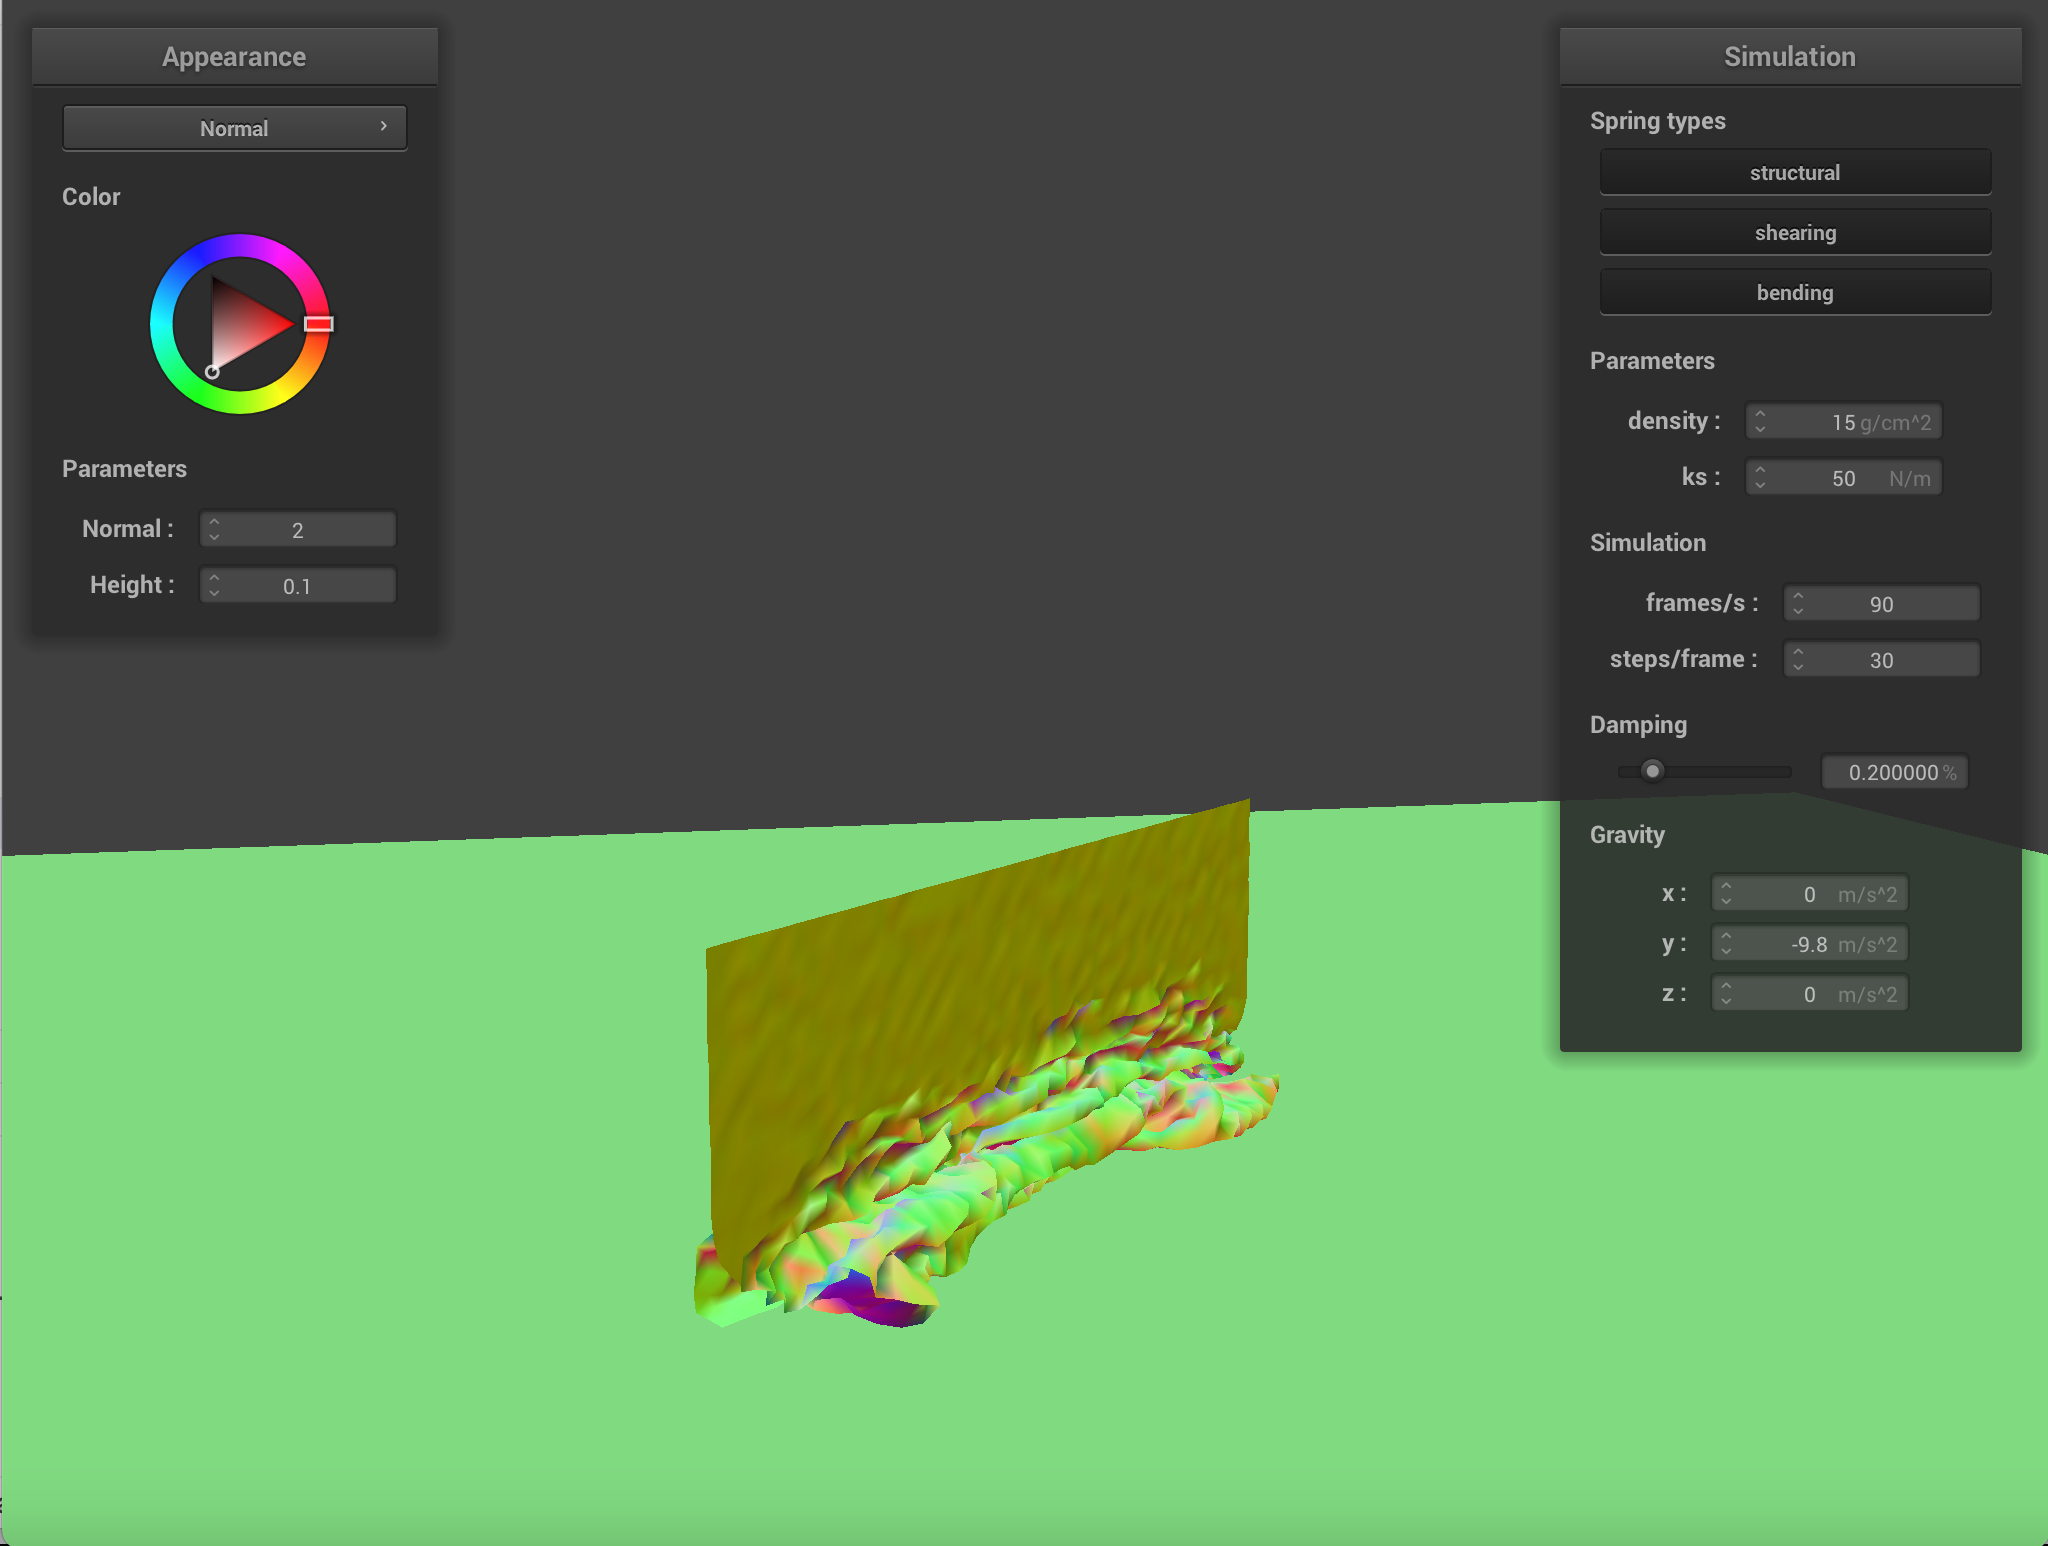 Appearance
Normal
Color
Parameters
Normal : 2
Height : 0.1
Simulation
Spring types
structural
shearing
bending
Parameters
density : 15 g/cm^2
ks : 50 N/m
Simulation
frames/s : 90
steps/frame : 30
Damping
0.200000 %
Gravity
x : 0 m/s^2
y : -9.8 m/s^2
z : 0 m/s^2